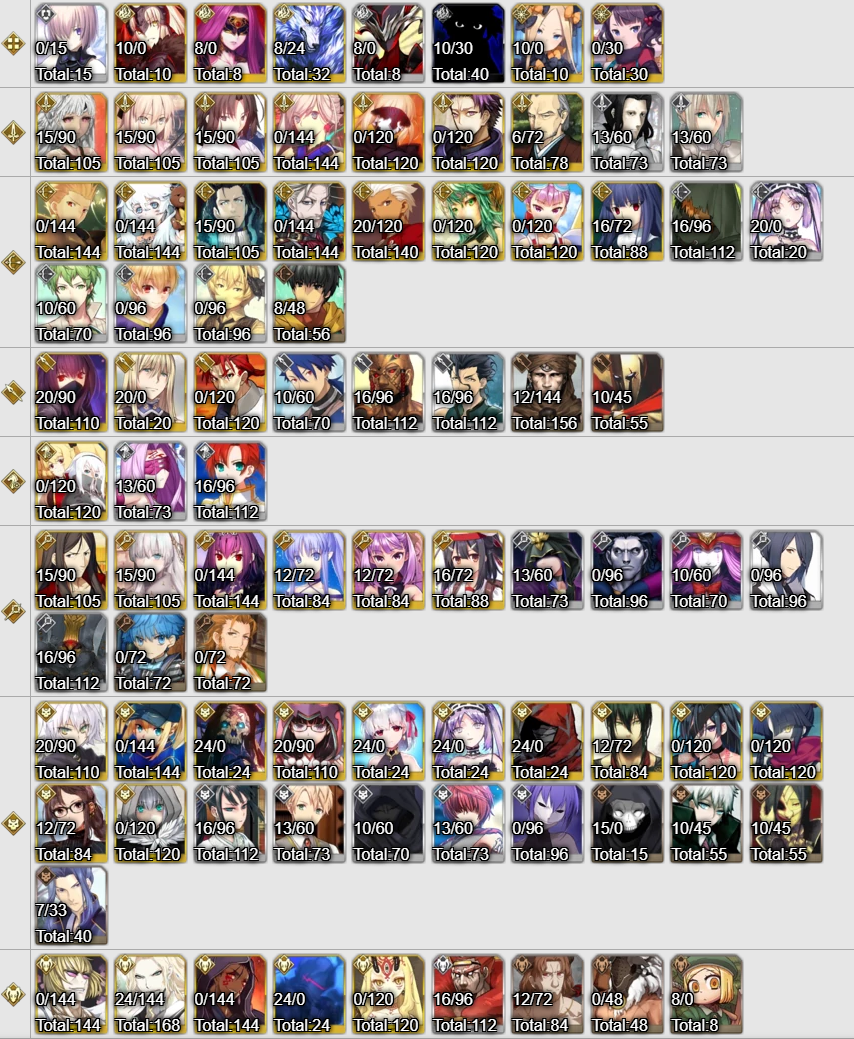 0/15 10/0 8/0 8/24 8/0 10/30 10/0 0/30
Total:15 Total:10 Total:8 Total:32 Total:8 Total:40 Total:10 Total:30
15/90 15/90 15/90 0/144 0/120 0/120 6/72 13/60 13/60
Total:105 Total:105 Total:105 Total:144 Total:120 Total:120 Total:78 Total:73 Total:73
0/144 0/144 15/90 0/144 20/120 0/120 0/120 16/72 16/96 20/0
Total:144 Total:144 Total:105 Total:144 Total:140 Total:120 Total:120 Total:88 Total:112 Total:20
10/60 0/96 0/96 8/48
Total:70 Total:96 Total:96 Total:56
20/90 20/0 0/120 10/60 16/96 16/96 12/144 10/45
Total:110 Total:20 Total:120 Total:70 Total:112 Total:112 Total:156 Total:55
0/120 13/60 16/96
Total:120 Total:73 Total:112
15/90 15/90 0/144 12/72 12/72 16/72 13/60 0/96 10/60 0/96
Total:105 Total:105 Total:144 Total:84 Total:84 Total:88 Total:73 Total:96 Total:70 Total:96
16/96 0/72 0/72
Total:112 Total:72 Total:72
20/90 0/144 24/0 20/90 24/0 24/0 24/0 12/72 0/120 0/120
Total:110 Total:144 Total:24 Total:110 Total:24 Total:24 Total:24 Total:84 Total:120 Total:120
12/72 0/120 16/96 13/60 10/60 13/60 0/96 15/0 10/45 10/45
Total:84 Total:120 Total:112 Total:73 Total:70 Total:73 Total:96 Total:15 Total:55 Total:55
7/33
Total:40
0/144 24/144 0/144 24/0 0/120 16/96 12/72 0/48 8/0
Total:144 Total:168 Total:144 Total:24 Total:120 Total:112 Total:84 Total:48 Total:8